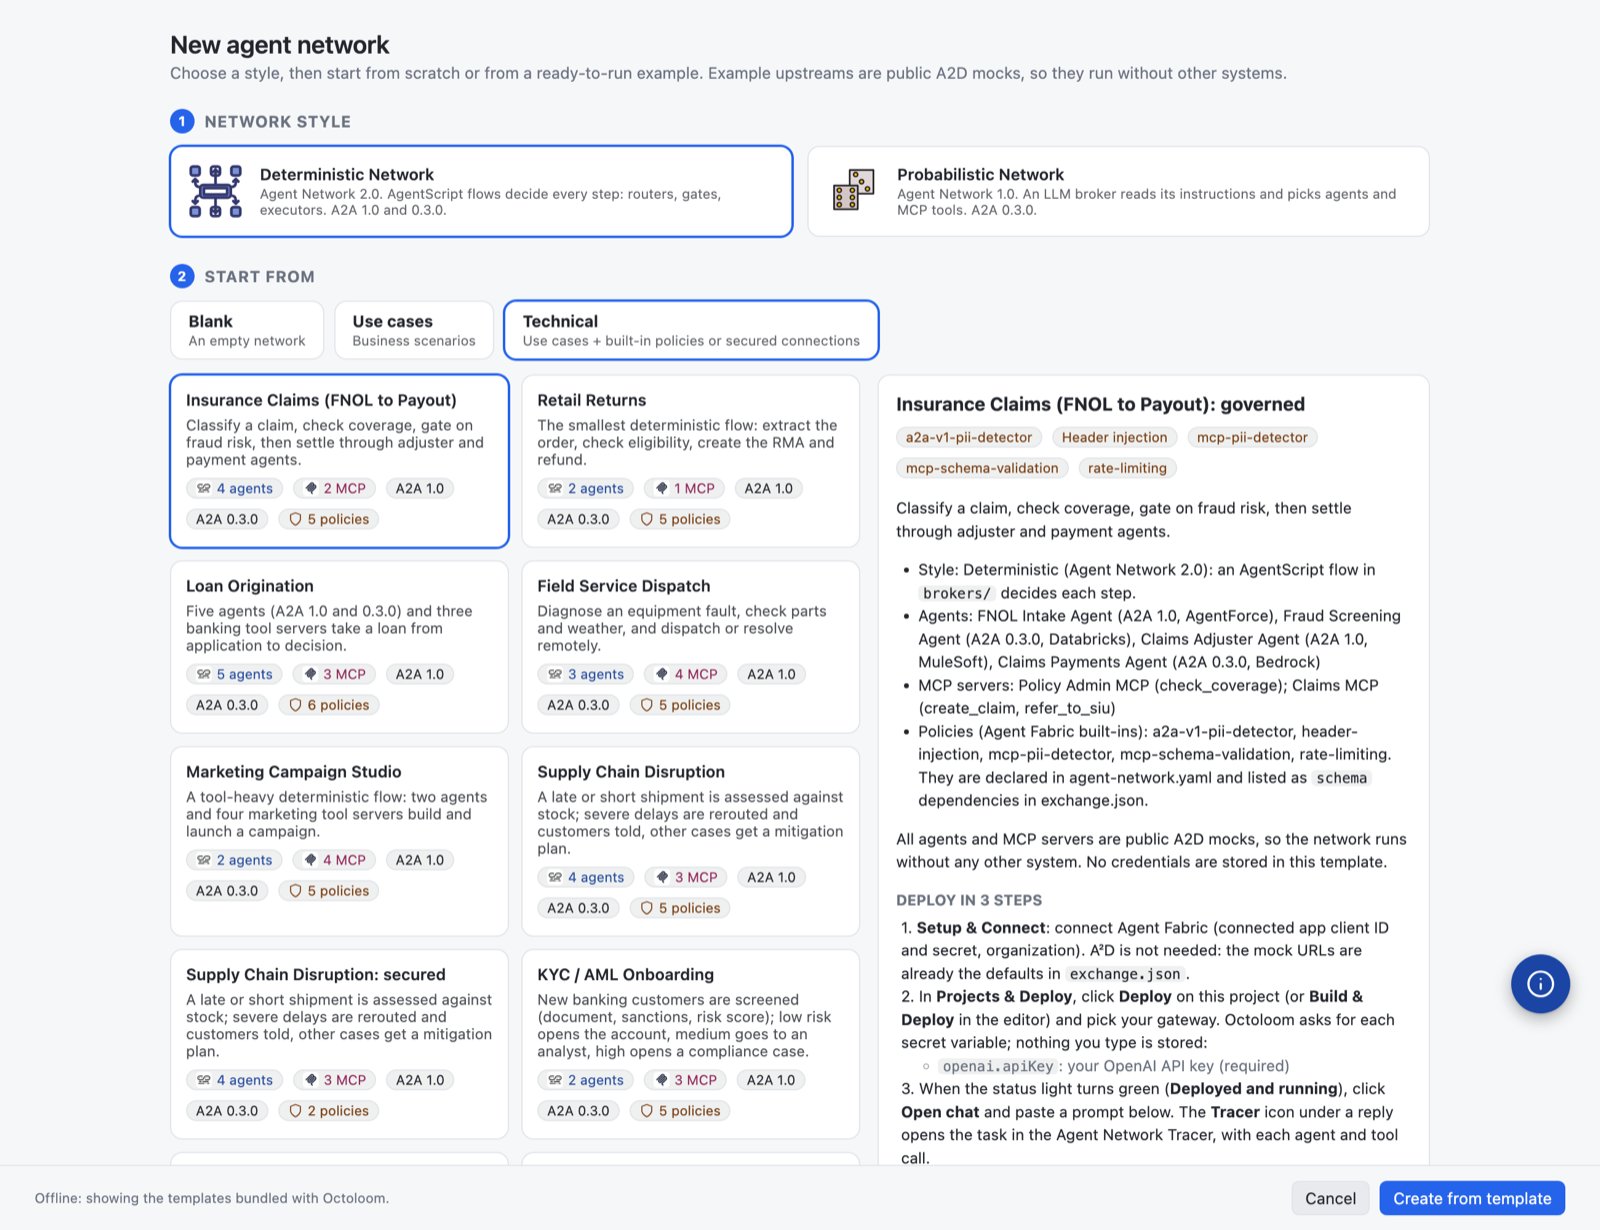 New agent network
Choose a style, then start from scratch or from a ready-to-run example. Example upstreams are public A2D mocks, so they run without other systems.
1 NETWORK STYLE
Deterministic Network
Agent Network 2.0. AgentScript flows decide every step: routers, gates,
executors. A2A 1.0 and 0.3.0.
Probabilistic Network
Agent Network 1.0. An LLM broker reads its instructions and picks agents and
MCP tools. A2A 0.3.0.
2 START FROM
Blank
An empty network
Use cases
Business scenarios
Technical
Use cases + built-in policies or secured connections
Insurance Claims (FNOL to Payout)
Classify a claim, check coverage, gate on
fraud risk, then settle through adjuster and
payment agents.
4 agents 2 MCP A2A 1.0
A2A 0.3.0 5 policies
Retail Returns
The smallest deterministic flow: extract the
order, check eligibility, create the RMA and
refund.
2 agents 1 MCP A2A 1.0
A2A 0.3.0 5 policies
Loan Origination
Five agents (A2A 1.0 and 0.3.0) and three
banking tool servers take a loan from
application to decision.
5 agents 3 MCP A2A 1.0
A2A 0.3.0 6 policies
Field Service Dispatch
Diagnose an equipment fault, check parts
and weather, and dispatch or resolve
remotely.
3 agents 4 MCP A2A 1.0
A2A 0.3.0 5 policies
Marketing Campaign Studio
A tool-heavy deterministic flow: two agents
and four marketing tool servers build and
launch a campaign.
2 agents 4 MCP A2A 1.0
A2A 0.3.0 5 policies
Supply Chain Disruption
A late or short shipment is assessed against
stock; severe delays are rerouted and
customers told, other cases get a mitigation
plan.
4 agents 3 MCP A2A 1.0
A2A 0.3.0 5 policies
Supply Chain Disruption: secured
A late or short shipment is assessed against
stock; severe delays are rerouted and
customers told, other cases get a mitigation
plan.
4 agents 3 MCP A2A 1.0
A2A 0.3.0 2 policies
KYC / AML Onboarding
New banking customers are screened
(document, sanctions, risk score); low risk
opens the account, medium goes to an
analyst, high opens a compliance case.
2 agents 3 MCP A2A 1.0
A2A 0.3.0 5 policies
Insurance Claims (FNOL to Payout): governed
a2a-v1-pii-detector Header injection mcp-pii-detector
mcp-schema-validation rate-limiting
Classify a claim, check coverage, gate on fraud risk, then settle
through adjuster and payment agents.
• Style: Deterministic (Agent Network 2.0): an AgentScript flow in
brokers/ decides each step.
• Agents: FNOL Intake Agent (A2A 1.0, AgentForce), Fraud Screening
Agent (A2A 0.3.0, Databricks), Claims Adjuster Agent (A2A 1.0,
MuleSoft), Claims Payments Agent (A2A 0.3.0, Bedrock)
• MCP servers: Policy Admin MCP (check_coverage); Claims MCP
(create_claim, refer_to_siu)
• Policies (Agent Fabric built-ins): a2a-v1-pii-detector, header-
injection, mcp-pii-detector, mcp-schema-validation, rate-limiting.
They are declared in agent-network.yaml and listed as schema
dependencies in exchange.json.
All agents and MCP servers are public A2D mocks, so the network runs
without any other system. No credentials are stored in this template.
DEPLOY IN 3 STEPS
1. Setup & Connect: connect Agent Fabric (connected app client ID
and secret, organization). A²D is not needed: the mock URLs are
already the defaults in exchange.json.
2. In Projects & Deploy, click Deploy on this project (or Build &
Deploy in the editor) and pick your gateway. Octoloom asks for each
secret variable; nothing you type is stored:
◦ openai.apiKey: your OpenAI API key (required)
3. When the status light turns green (Deployed and running), click
Open chat and paste a prompt below. The Tracer icon under a reply
opens the task in the Agent Network Tracer, with each agent and tool
call.
Offline: showing the templates bundled with Octoloom.
Cancel
Create from template